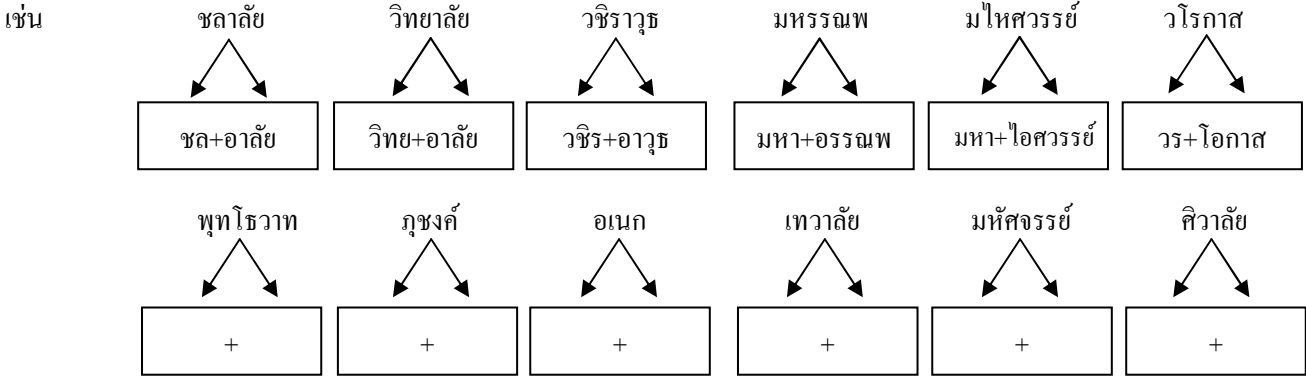 เช่น ชลาลัย วิทยาลัย วชิราวุธ มหรรณพ มไหศวรรย์ วโรกาส
ชล+อาลัย วิทย+อาลัย วชิร+อาวุธ มหา+อรรณพ มหา+ไอศวรรย์ วร+โอกาส
พุทโธวาท ภุชงค์ อเนก เทวาลัย มหัศจรรย์ ศิวาลัย
+ + + + + +